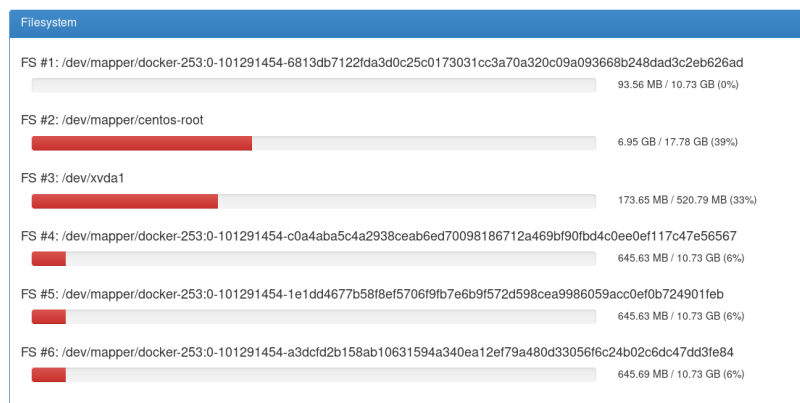 Filesystem
FS #1: /dev/mapper/docker-253:0-101291454-6813db7122fda3d0c25c0173031cc3a70a320c09a093668b248dad3c2eb626ad
93.56 MB / 10.73 GB (0%)
FS #2: /dev/mapper/centos-root
6.95 GB / 17.78 GB (39%)
FS #3: /dev/xvda1
173.65 MB / 520.79 MB (33%)
FS #4: /dev/mapper/docker-253:0-101291454-c0a4aba5c4a2938ceab6ed70098186712a469bf90fbd4c0ee0ef117c47e56567
645.63 MB / 10.73 GB (6%)
FS #5: /dev/mapper/docker-253:0-101291454-1e1dd4677b58f8ef5706f9fb7e6b9f572d598cea9986059acc0ef0b724901feb
645.63 MB / 10.73 GB (6%)
FS #6: /dev/mapper/docker-253:0-101291454-a3dcfd2b158ab10631594a340ea12ef79a480d33056f6c24b02c6dc47dd3fe84
645.69 MB / 10.73 GB (6%)